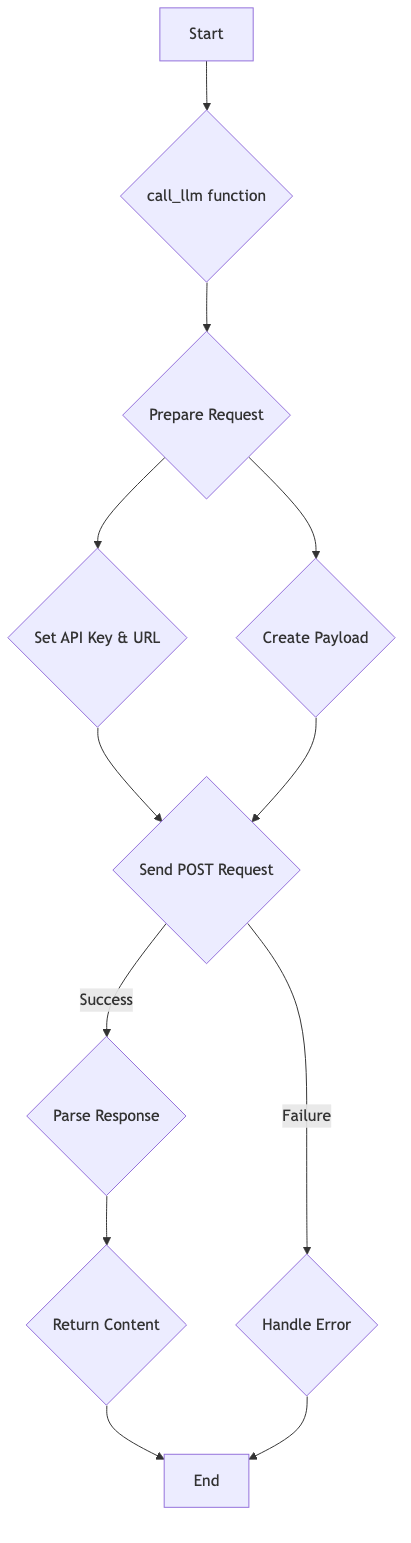 Start
call_llm function
Prepare Request
Set API Key & URL
Create Payload
Send POST Request
Success
Parse Response
Failure
Return Content
Handle Error
End